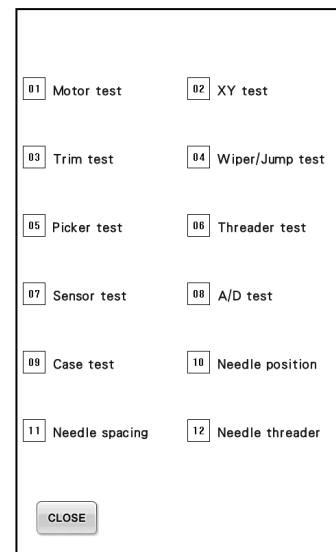 01 Motor test 02 XY test
03 Trim test 04 Wiper/Jump test
05 Picker test 06 Threader test
07 Sensor test 08 A/D test
09 Case test 10 Needle position
11 Needle spacing 12 Needle threader
CLOSE